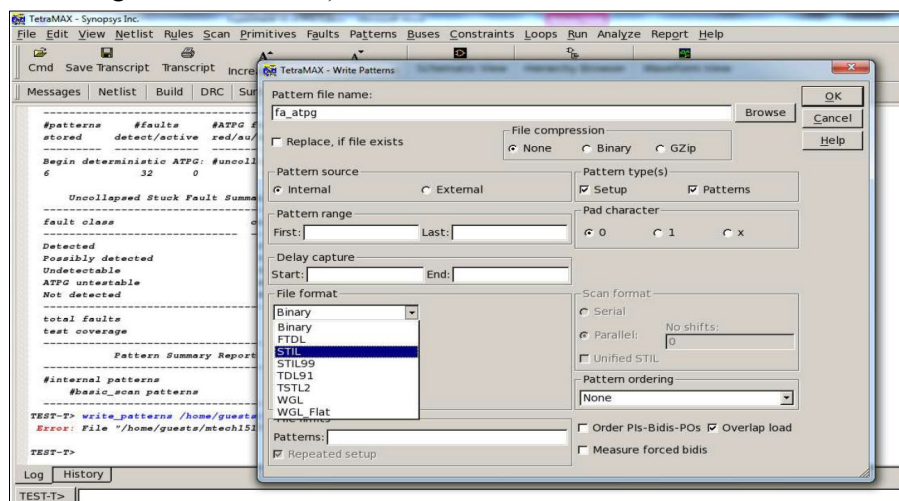 TetraMAX - Synopsys Inc.
File Edit View Netlist Rules Scan Primitives Faults Patterns Buses Constraints Loops Run Analyze Report Help
Cmd Save Transcript Transcript Incre
Messages Netlist Build DRC Sur
#patterns #faults #ATPG f
stored detect/active red/au/
Begin deterministic ATPG: #uncoll
6 32 0
Uncollapsed Stuck Fault Summa
fault class c
Detected
Possibly detected
Undetectable
ATPG untestable
Not detected
total faults
test coverage
Pattern Summary Report
#internal patterns
#basic_scan patterns
TEST-T> write_patterns /home/guests
Error: File "/home/guests/mtech151
TEST-T>
Log History
TEST-T>
TetraMAX - Write Patterns
Pattern file name:
fa_atpg
Browse
OK
Cancel
Help
Replace, if file exists
File compression
None Binary GZip
Pattern source
Internal External
Pattern type(s)
Setup Patterns
Pattern range
First: Last:
Pad character
0 1 x
Delay capture
Start: End:
File format
Binary
Binary
FTDL
STIL
STIL99
TDL91
TSTL2
WGL
WGL_Flat
Scan format
Serial
Parallel: No shifts:
0
Unified STIL
Pattern ordering
None
Patterns:
Repeated setup
Order PIs-Bidis-POs Overlap load
Measure forced bidis